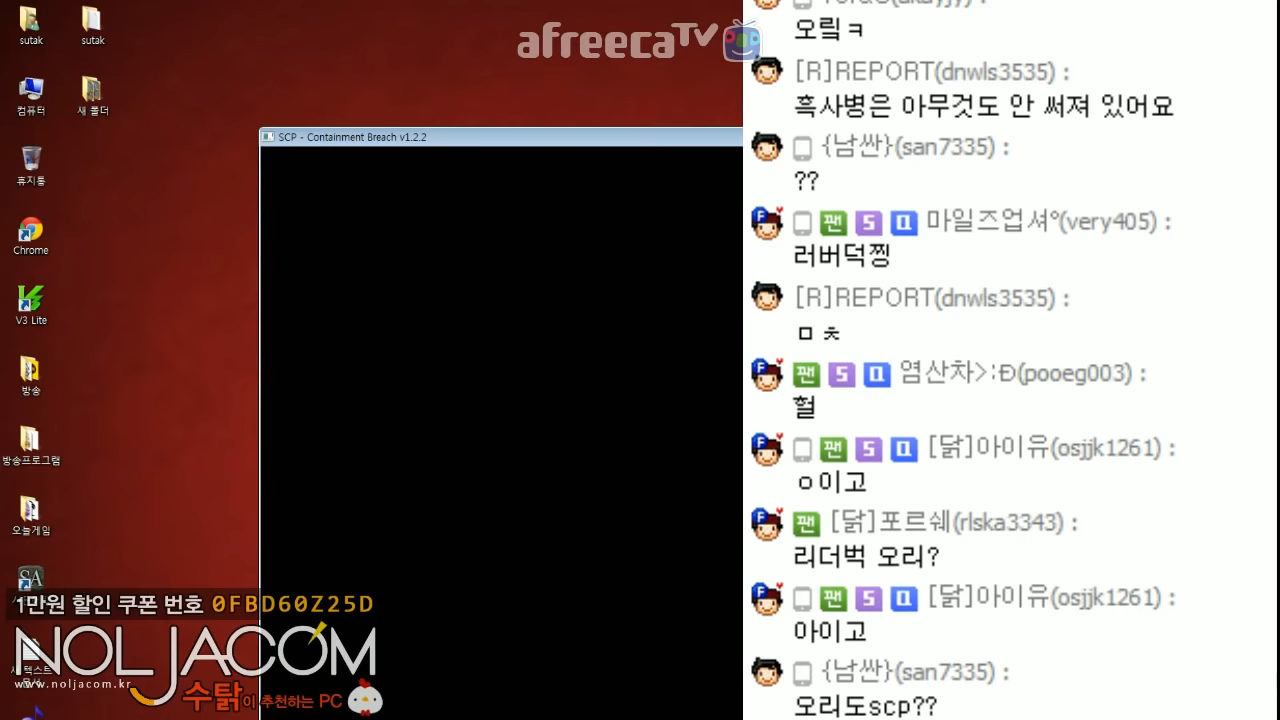 sutak
sutak
컴퓨터
새 폴더
휴지통
Chrome
V3 Lite
방송
방송프로그램
오늘게임
SA
1만원 할인 쿠폰 번호 0FBD60Z25D
NOLJACOM
www.noljacom.kr
수탉이 추천하는 PC
SCP - Containment Breach v1.2.2
afreecaTV
오릨ㅋ
[R]REPORT(dnwls3535) :
흑사병은 아무것도 안 써져 있어요
{남싼}(san7335) :
??
팬 S 마일즈업셔°(very405) :
러버덕찡
[R]REPORT(dnwls3535) :
ㅁㅊ
팬 S 염산차>:Ð(pooeg003) :
헐
팬 S [닭]아이유(osjjk1261) :
ㅇ이고
팬 [닭]포르쉐(rlska3343) :
리더벅 오리?
팬 S [닭]아이유(osjjk1261) :
아이고
{남싼}(san7335) :
오리도scp??